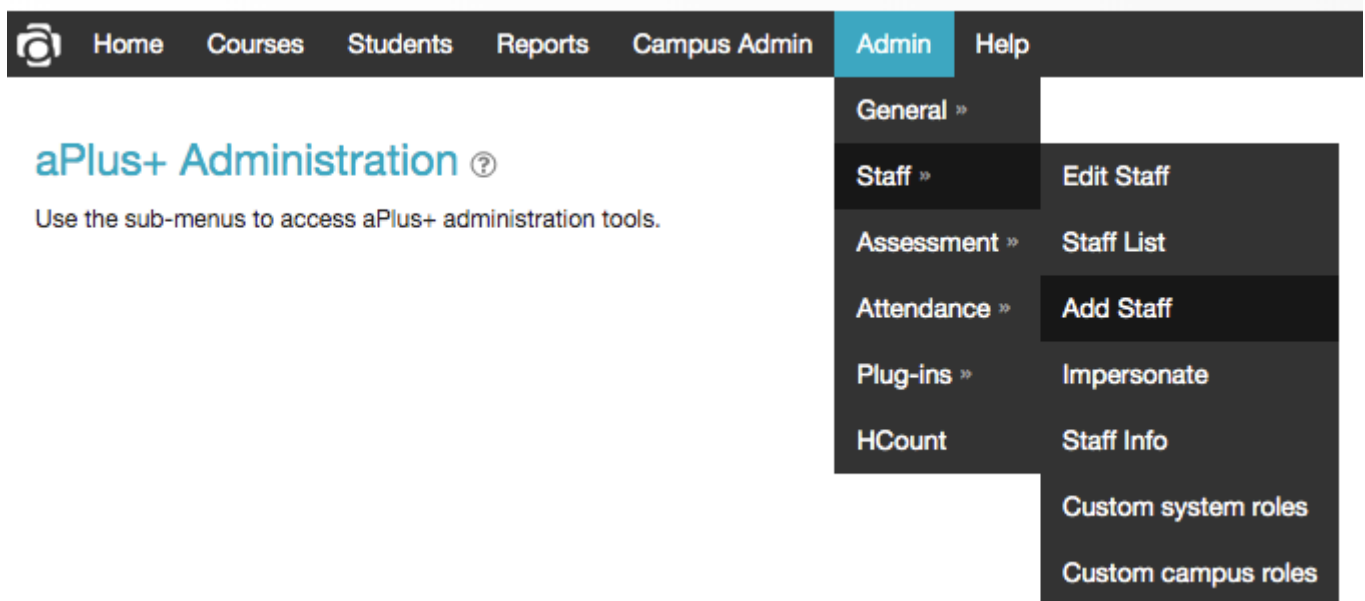 Home Courses Students Reports Campus Admin Admin Help
General »
aPlus+ Administration ?
Use the sub-menus to access aPlus+ administration tools.
Staff »
Assessment »
Attendance »
Plug-ins »
HCount
Edit Staff
Staff List
Add Staff
Impersonate
Staff Info
Custom system roles
Custom campus roles